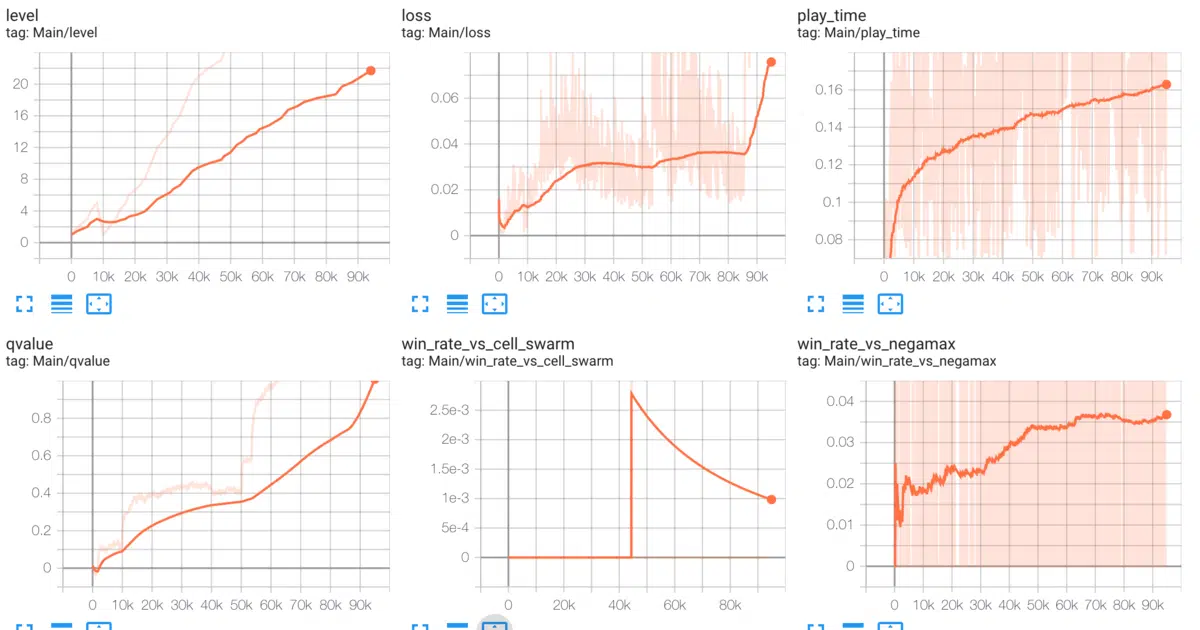 level
tag: Main/level
20
16
12
8
4
0
0 10k 20k 30k 40k 50k 60k 70k 80k 90k
loss
tag: Main/loss
0.06
0.04
0.02
0
0 10k 20k 30k 40k 50k 60k 70k 80k 90k
play_time
tag: Main/play_time
0.16
0.14
0.12
0.1
0.08
0 10k 20k 30k 40k 50k 60k 70k 80k 90k
qvalue
tag: Main/qvalue
0.8
0.6
0.4
0.2
0
0 10k 20k 30k 40k 50k 60k 70k 80k 90k
win_rate_vs_cell_swarm
tag: Main/win_rate_vs_cell_swarm
2.5e-3
2e-3
1.5e-3
1e-3
5e-4
0
0 20k 40k 60k 80k
win_rate_vs_negamax
tag: Main/win_rate_vs_negamax
0.04
0.03
0.02
0.01
0
0 10k 20k 30k 40k 50k 60k 70k 80k 90k